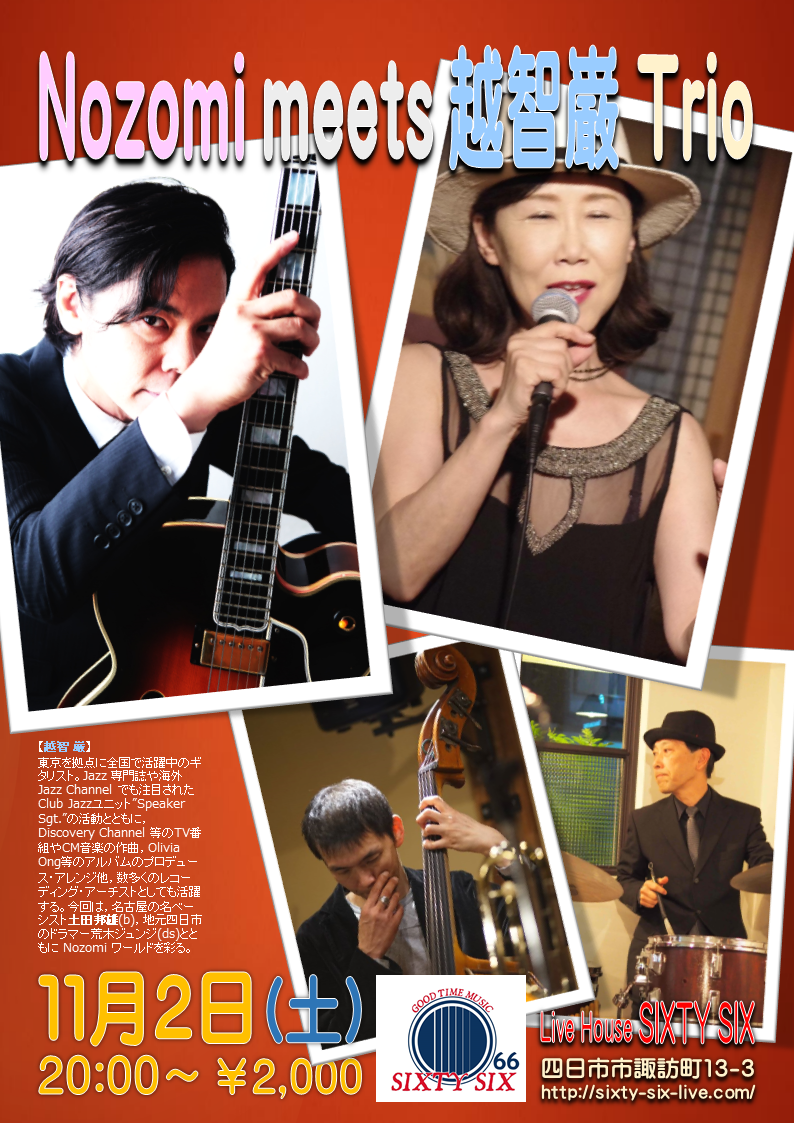 Nozomi meets 越智巌 Trio
【越智 巌】
東京を拠点に全国で活躍中のギ
タリスト。Jazz 専門誌や海外
Jazz Channel でも注目された
Club Jazzユニット"Speaker
Sgt."の活動とともに,
Discovery Channel 等のTV番
組やCM音楽の作曲, Olivia
Ong等のアルバムのプロデュー
ス・アレンジ他, 数多くのレコー
ディング・アーチストとしても活躍
する。今回は, 名古屋の名ベー
シスト土田邦雄(b), 地元四日市
のドラマー荒木ジュンジ(ds)とと
もに Nozomi ワールドを彩る。
11月2日(土)
20:00～ ￥2,000
GOOD TIME MUSIC
66
SIXTY SIX
Live House SIXTY SIX
四日市市諏訪町13-3
http://sixty-six-live.com/